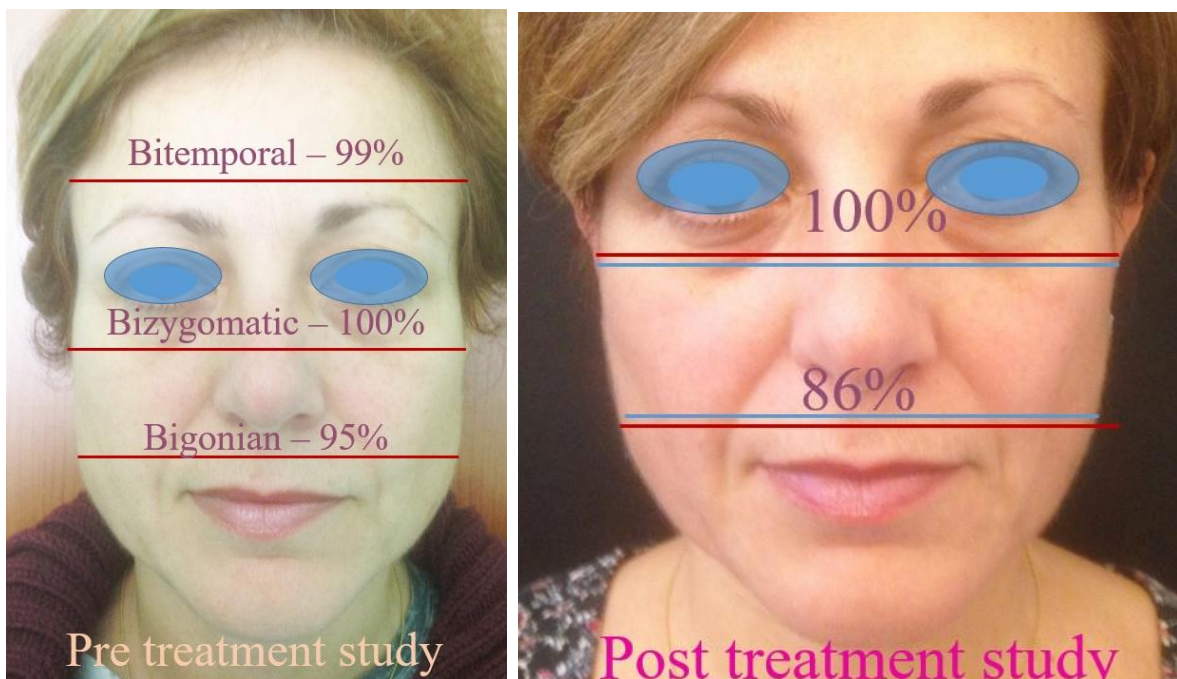 Bitemporal – 99%
Bizygomatic – 100%
Bigonian – 95%
Pre treatment study
100%
86%
Post treatment study